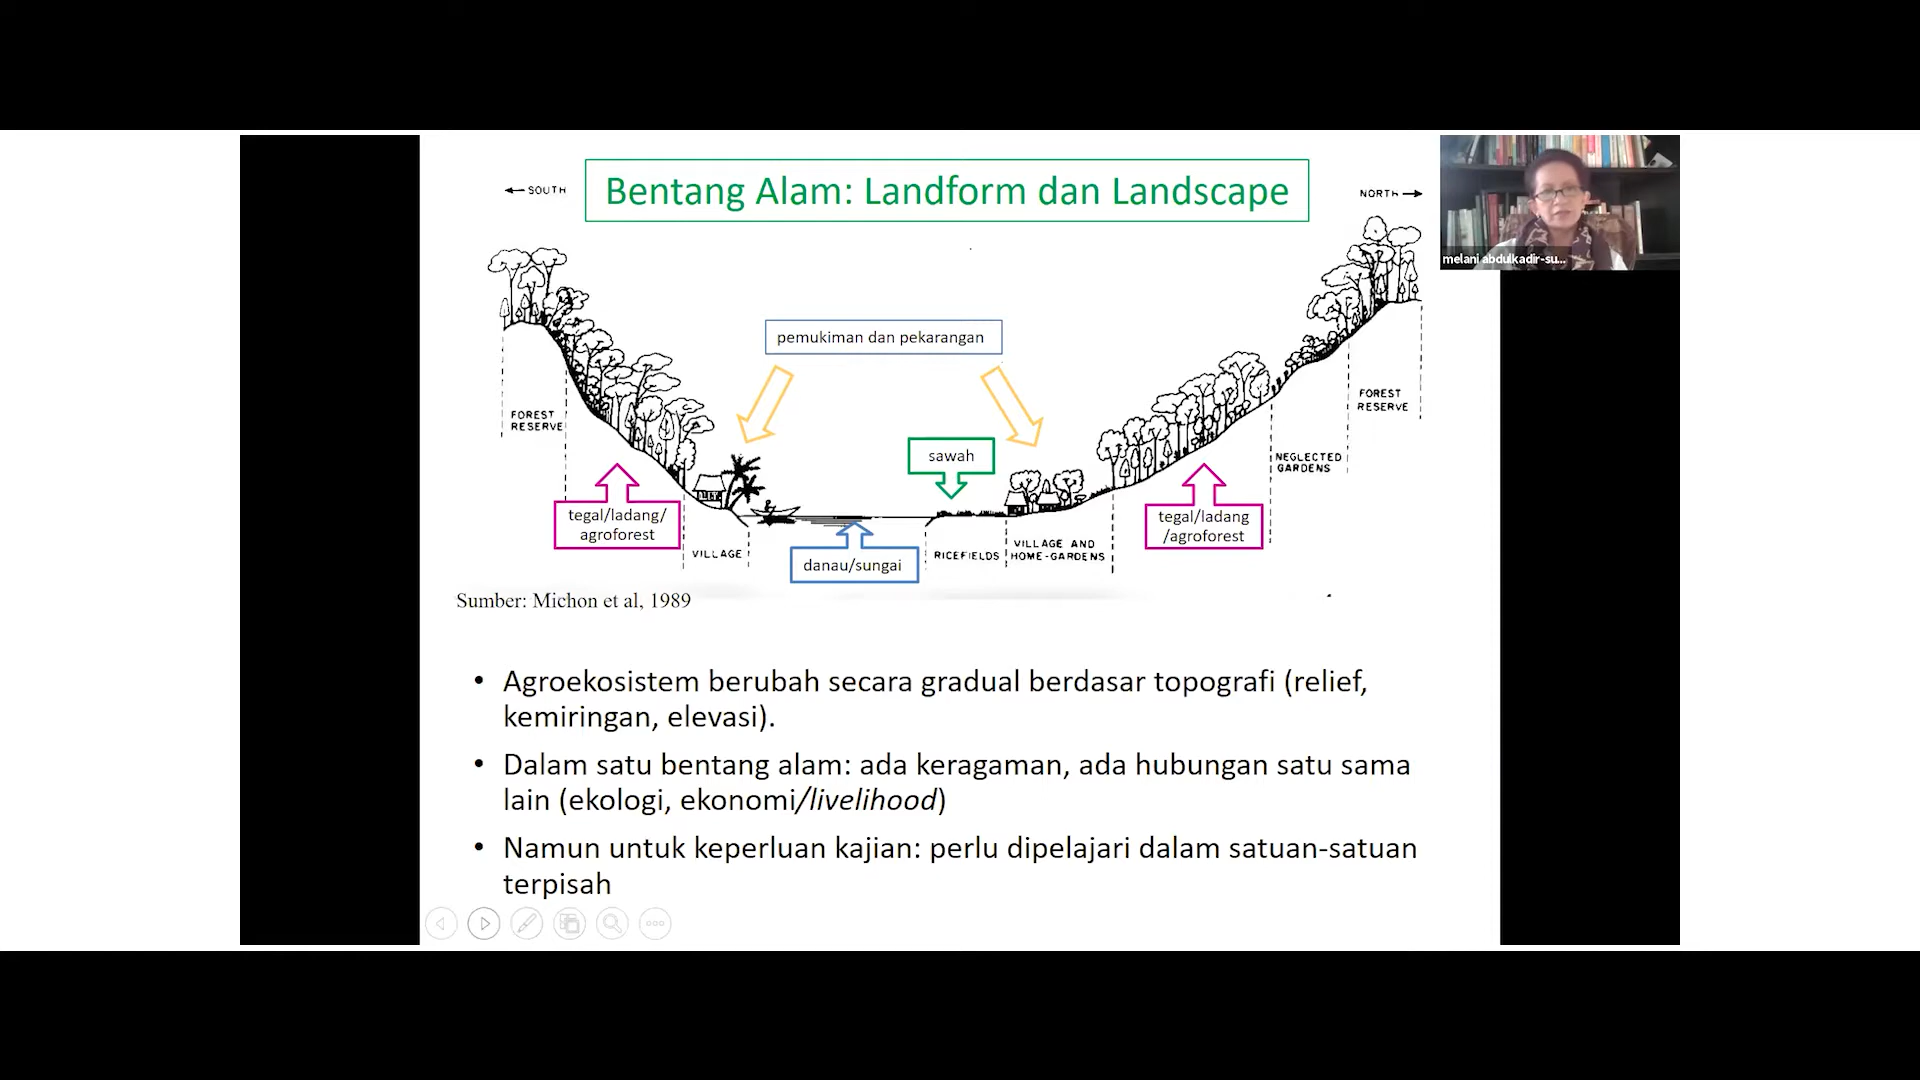 ← SOUTH
Bentang Alam: Landform dan Landscape
NORTH →
melani abdulkadir-su...
pemukiman dan pekarangan
FOREST
RESERVE
FOREST
RESERVE
sawah
NEGLECTED
GARDENS
tegal/ladang/
agroforest
tegal/ladang
/agroforest
VILLAGE
danau/sungai
RICEFIELDS
VILLAGE AND
HOME-GARDENS
Sumber: Michon et al, 1989
• Agroekosistem berubah secara gradual berdasar topografi (relief,
kemiringan, elevasi).
• Dalam satu bentang alam: ada keragaman, ada hubungan satu sama
lain (ekologi, ekonomi/livelihood)
• Namun untuk keperluan kajian: perlu dipelajari dalam satuan-satuan
terpisah